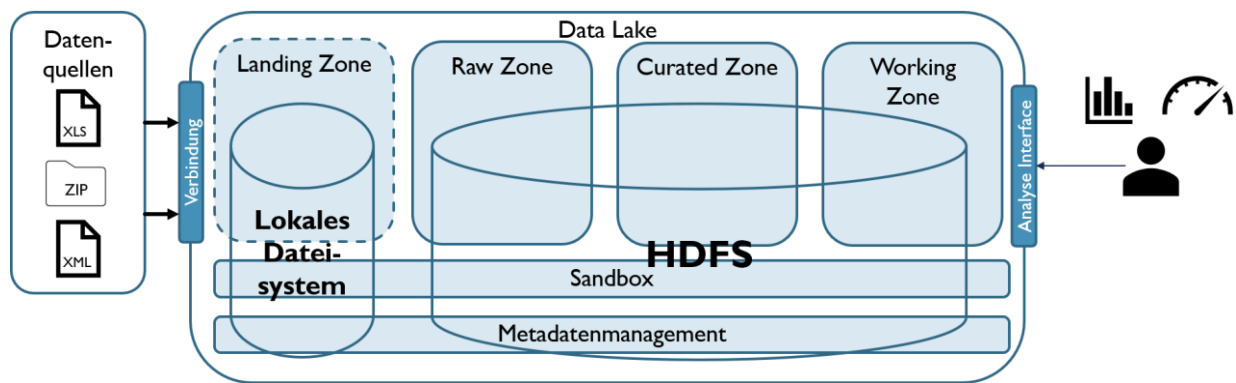 Daten-
quellen
XLS
ZIP
XML
Verbindung
Data Lake
Landing Zone
Raw Zone
Curated Zone
Working
Zone
Lokales
Datei-
system
HDFS
Sandbox
Metadatenmanagement
Analyse Interface